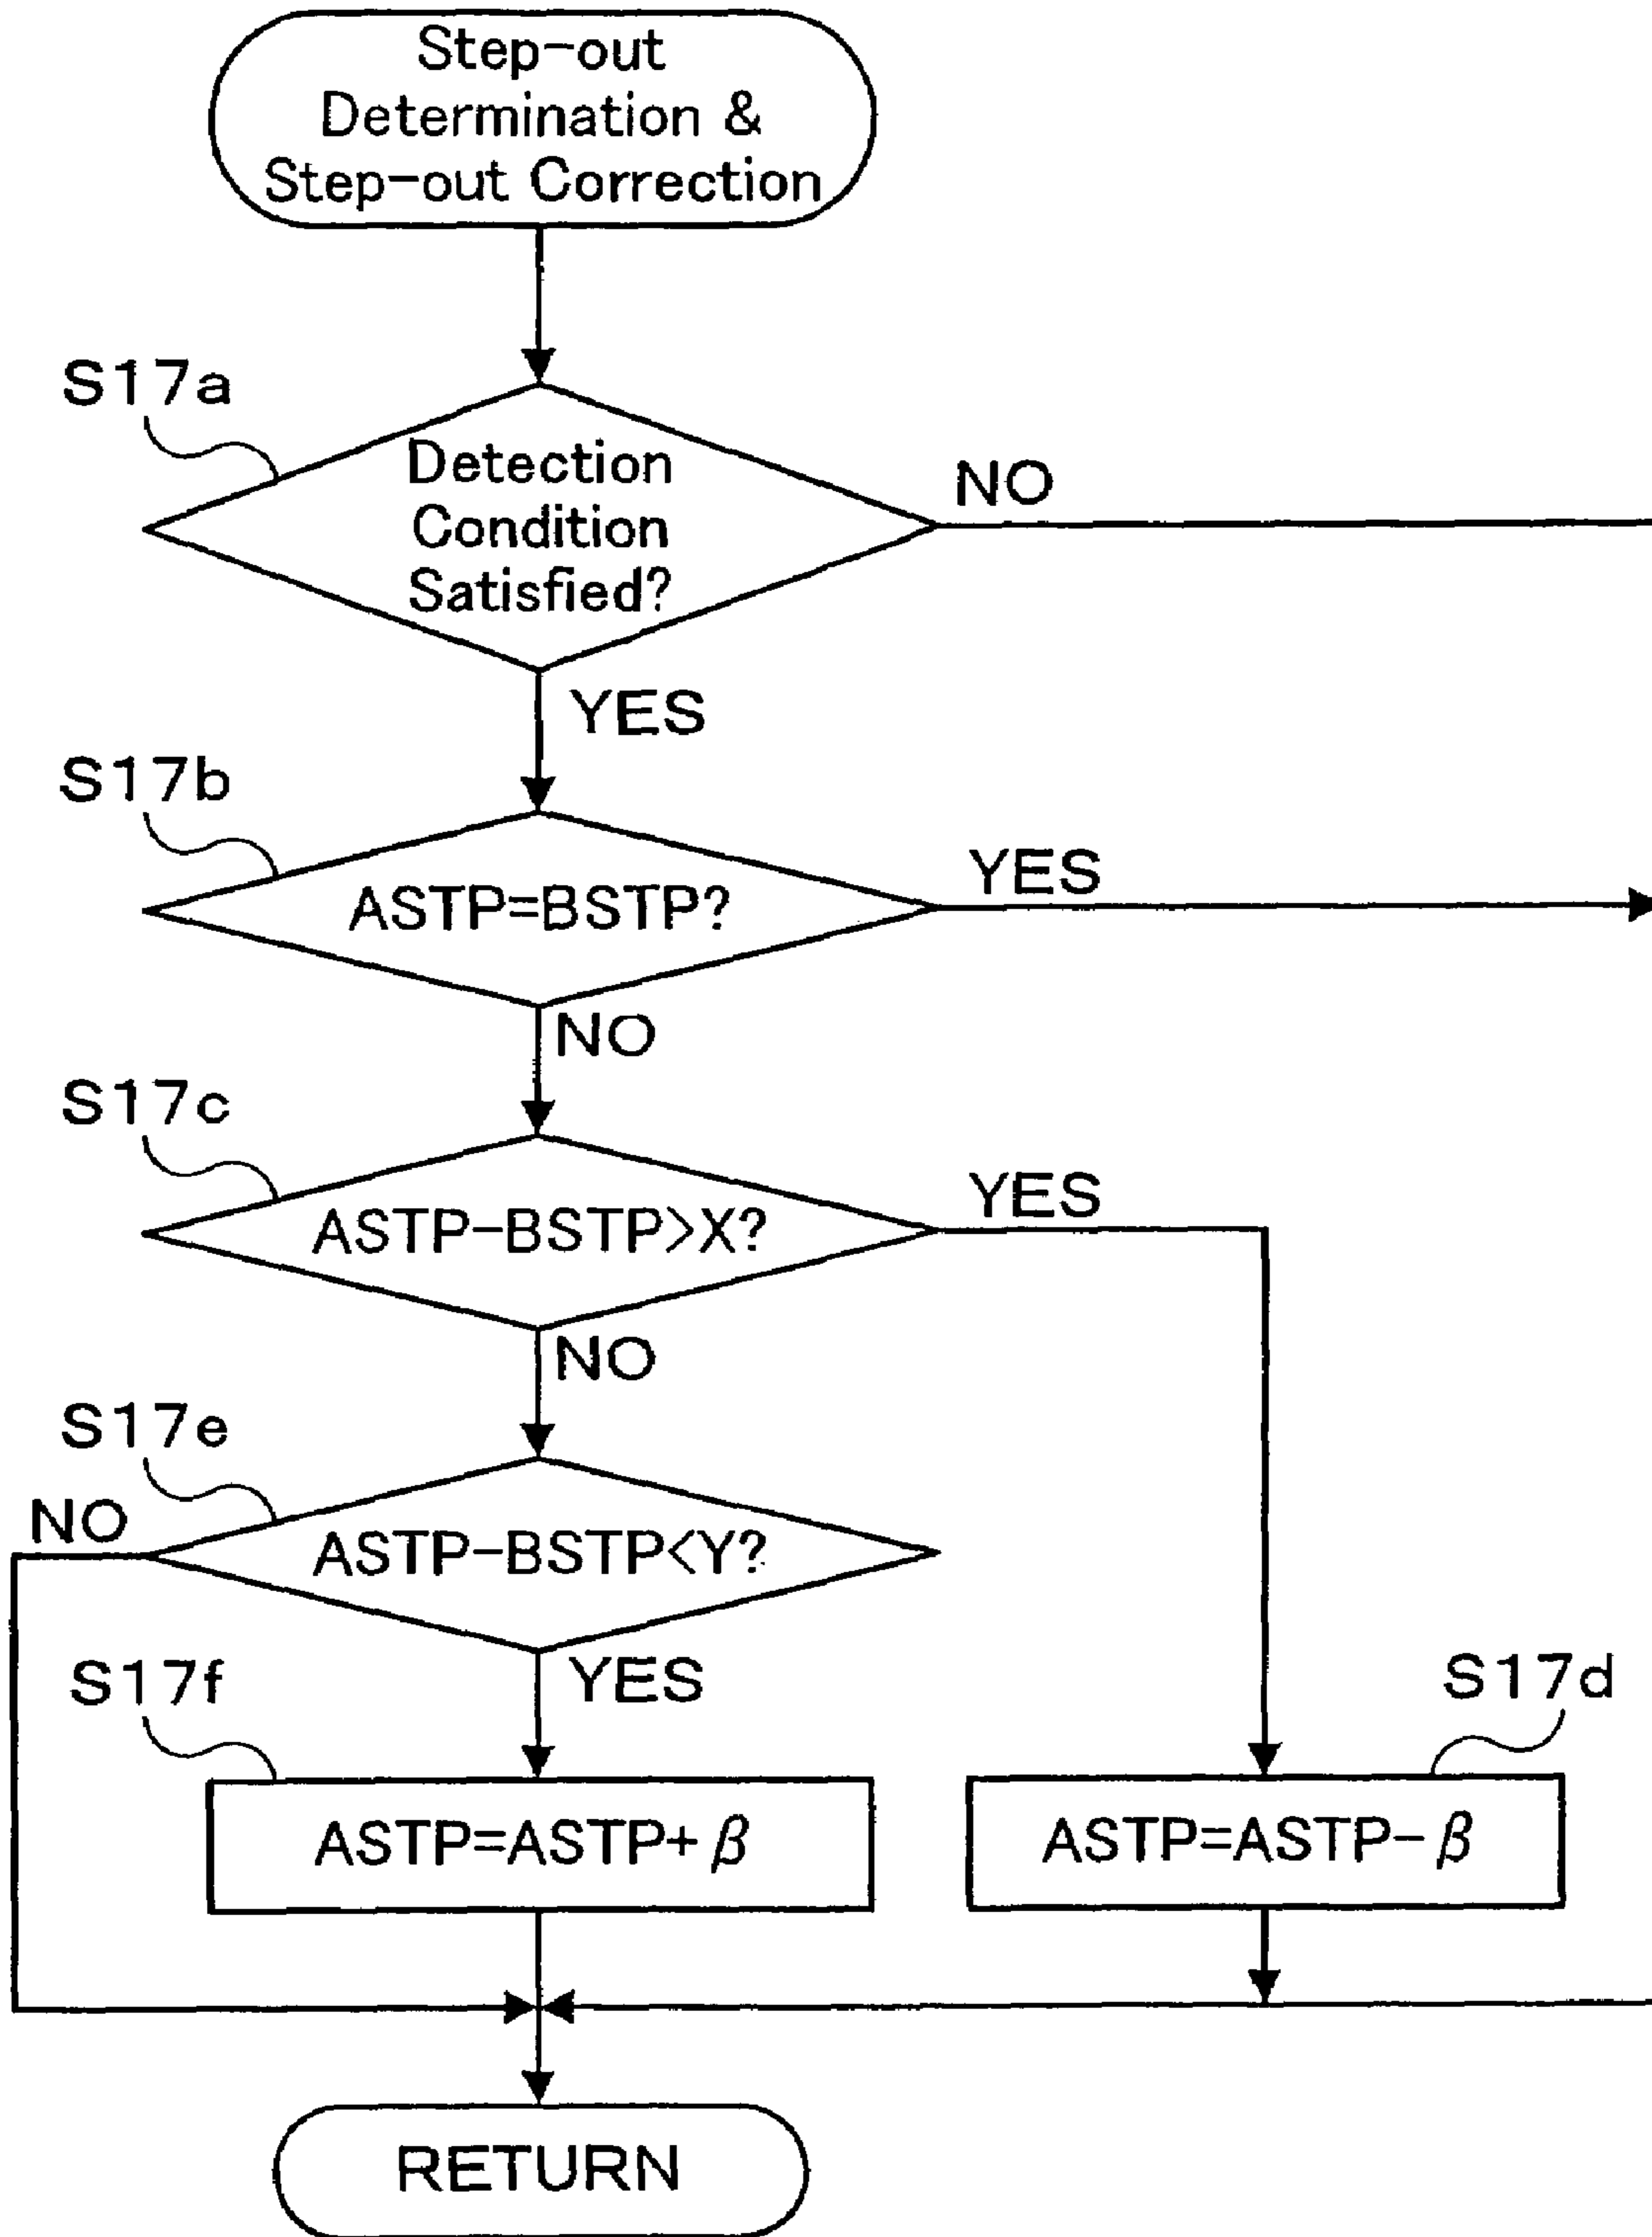 Step-out
Determination &
Step-out Correction
S17a
Detection
Condition
Satisfied?
NO
YES
S17b
ASTP=BSTP?
YES
NO
S17c
ASTP-BSTP>X?
YES
NO
S17e
ASTP-BSTP<Y?
NO
YES
S17f
ASTP=ASTP+β
S17d
ASTP=ASTP-β
RETURN